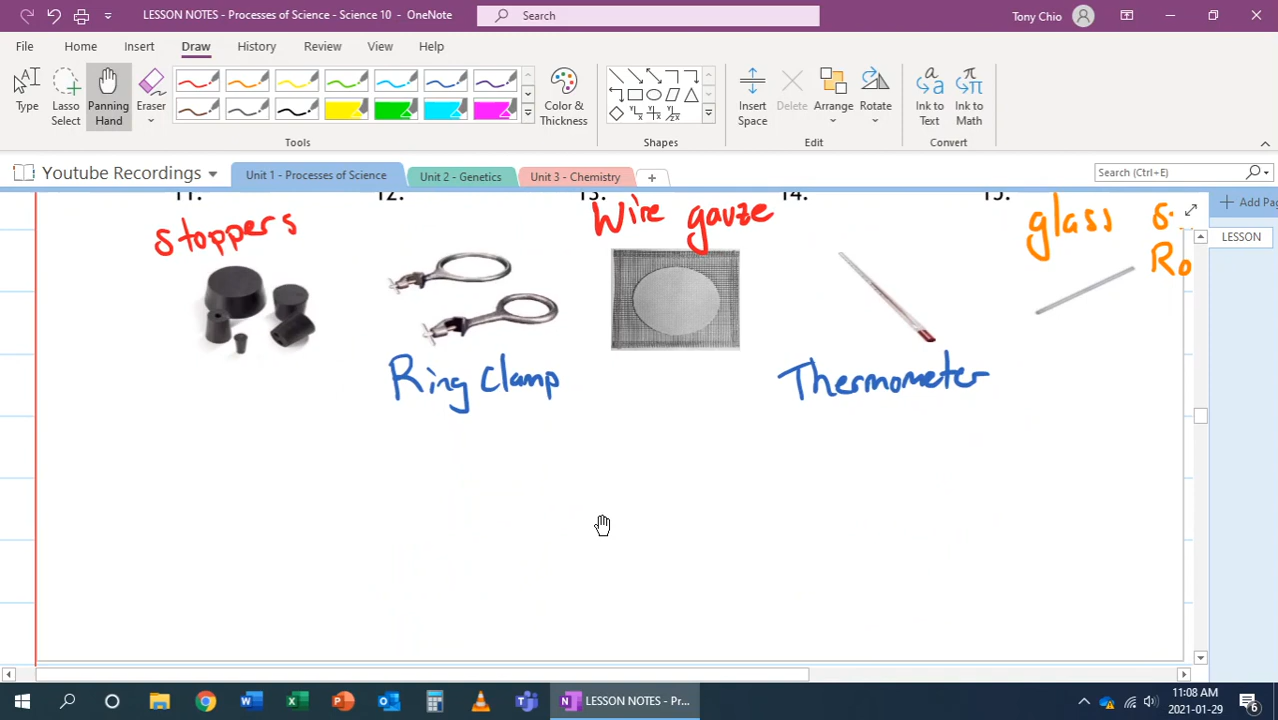 LESSON NOTES - Processes of Science - Science 10 - OneNote
Search
Tony Chio
File Home Insert Draw History Review View Help
Type
Lasso Select
Panning Hand
Eraser
Color & Thickness
Insert Space
Delete
Arrange
Rotate
Ink to Text
Ink to Math
Tools
Shapes
Edit
Convert
Youtube Recordings
Unit 1 - Processes of Science
Unit 2 - Genetics
Unit 3 - Chemistry
Search (Ctrl+E)
Add Pag
LESSON
11. 12. 13. 14. 15.
stoppers
Wire gauze
glass
Ro
Ring Clamp
Thermometer
LESSON NOTES - Pr...
11:08 AM
2021-01-29
6